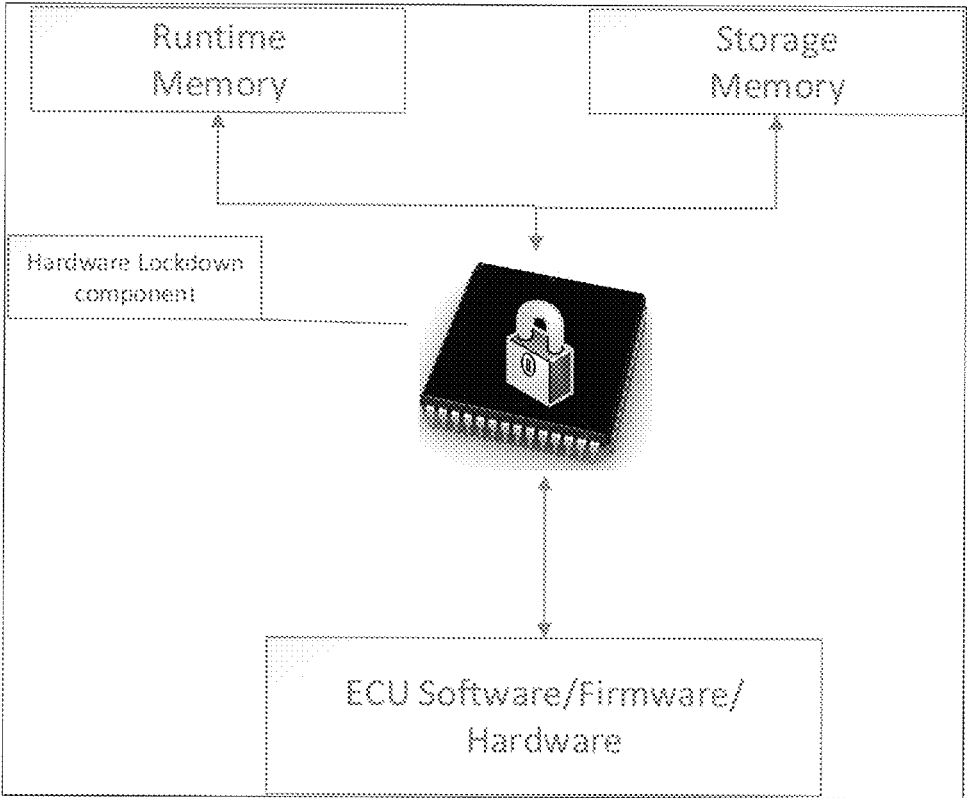 Runtime
Memory
Storage
Memory
Hardware Lockdown
component
ECU Software/Firmware/
Hardware